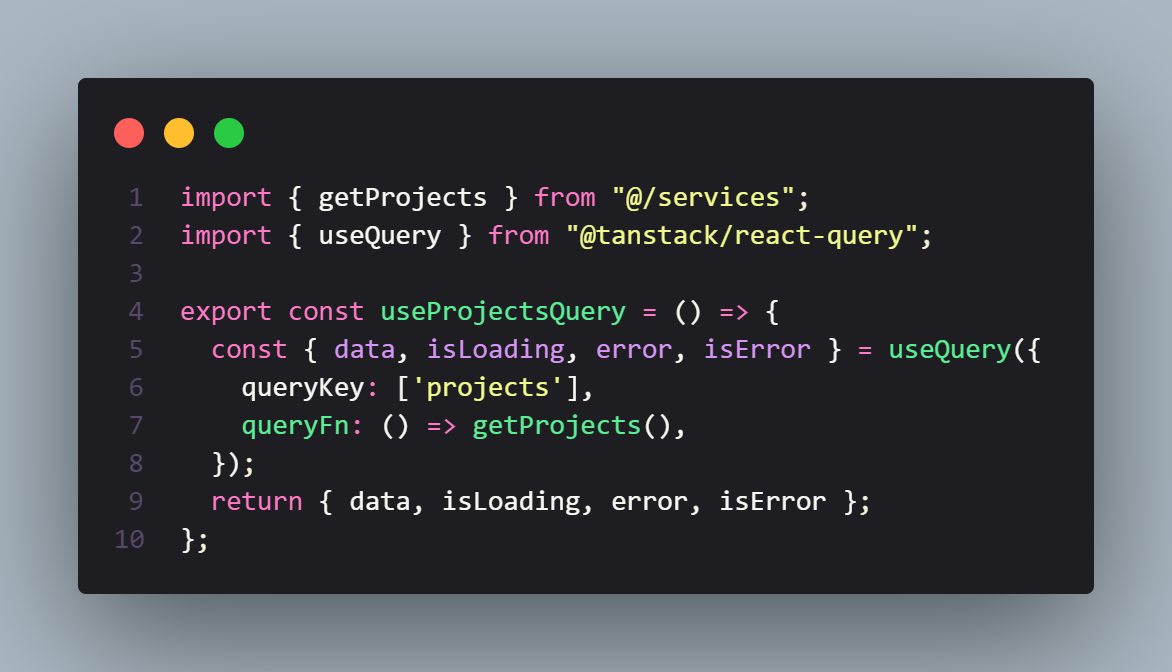 1 import { getProjects } from "@/services";
2 import { useQuery } from "@tanstack/react-query";
3
4 export const useProjectsQuery = () => {
5   const { data, isLoading, error, isError } = useQuery({
6     queryKey: ['projects'],
7     queryFn: () => getProjects(),
8   });
9   return { data, isLoading, error, isError };
10 };